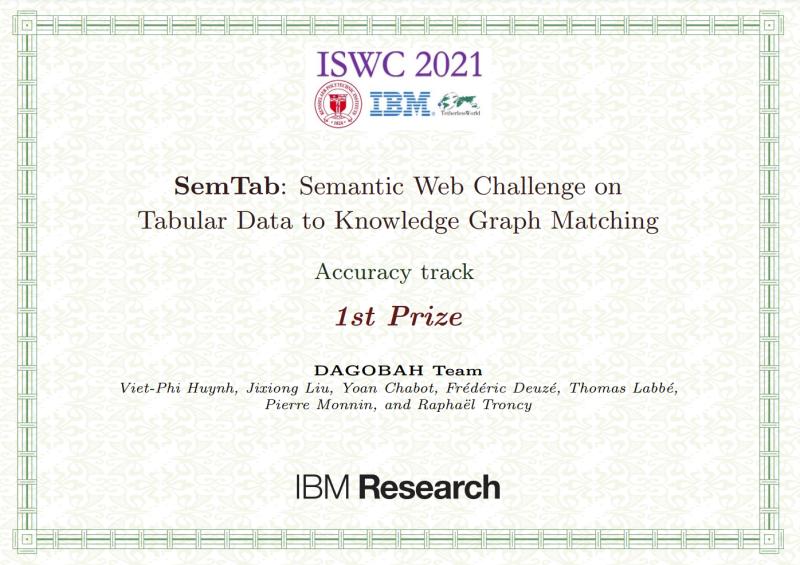 ISWC 2021
IBM
TetherlessWorld
SemTab: Semantic Web Challenge on
Tabular Data to Knowledge Graph Matching
Accuracy track
1st Prize
DAGOBAH Team
Viet-Phi Huynh, Jixiong Liu, Yoan Chabot, Frédéric Deuzé, Thomas Labbé,
Pierre Monnin, and Raphaël Troncy
IBM Research